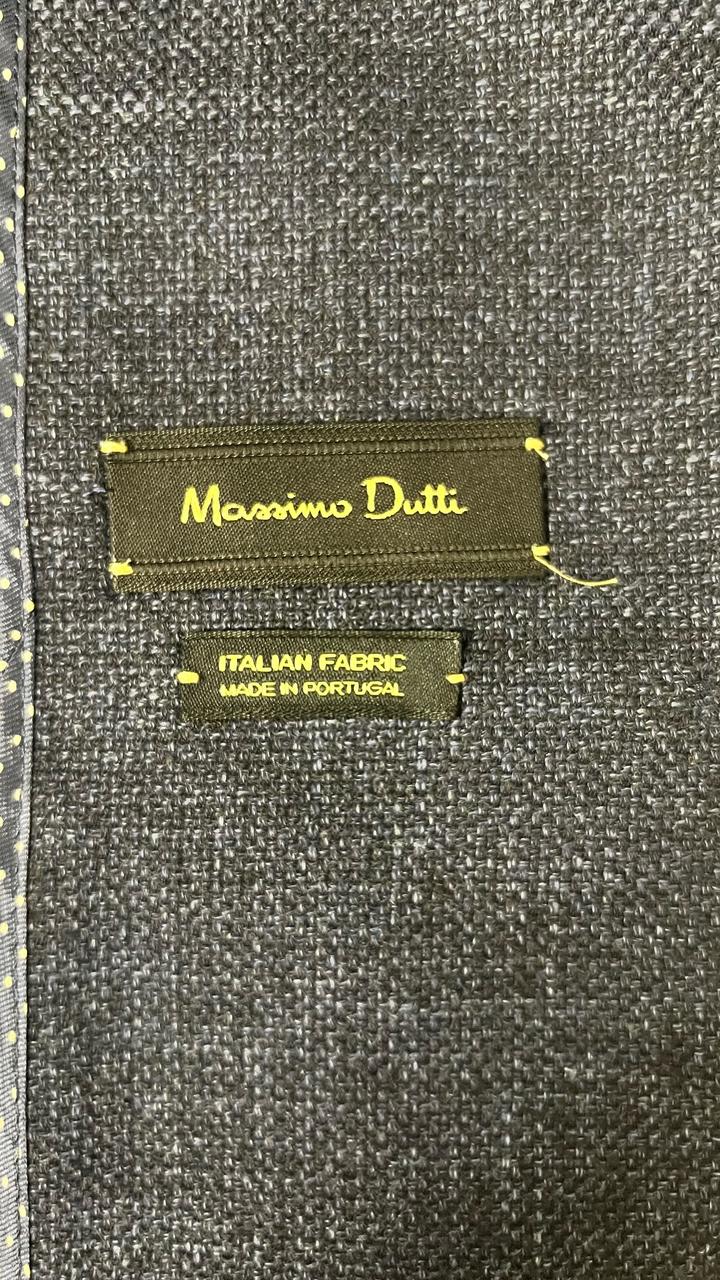 Massimo Dutti
ITALIAN FABRIC
MADE IN PORTUGAL